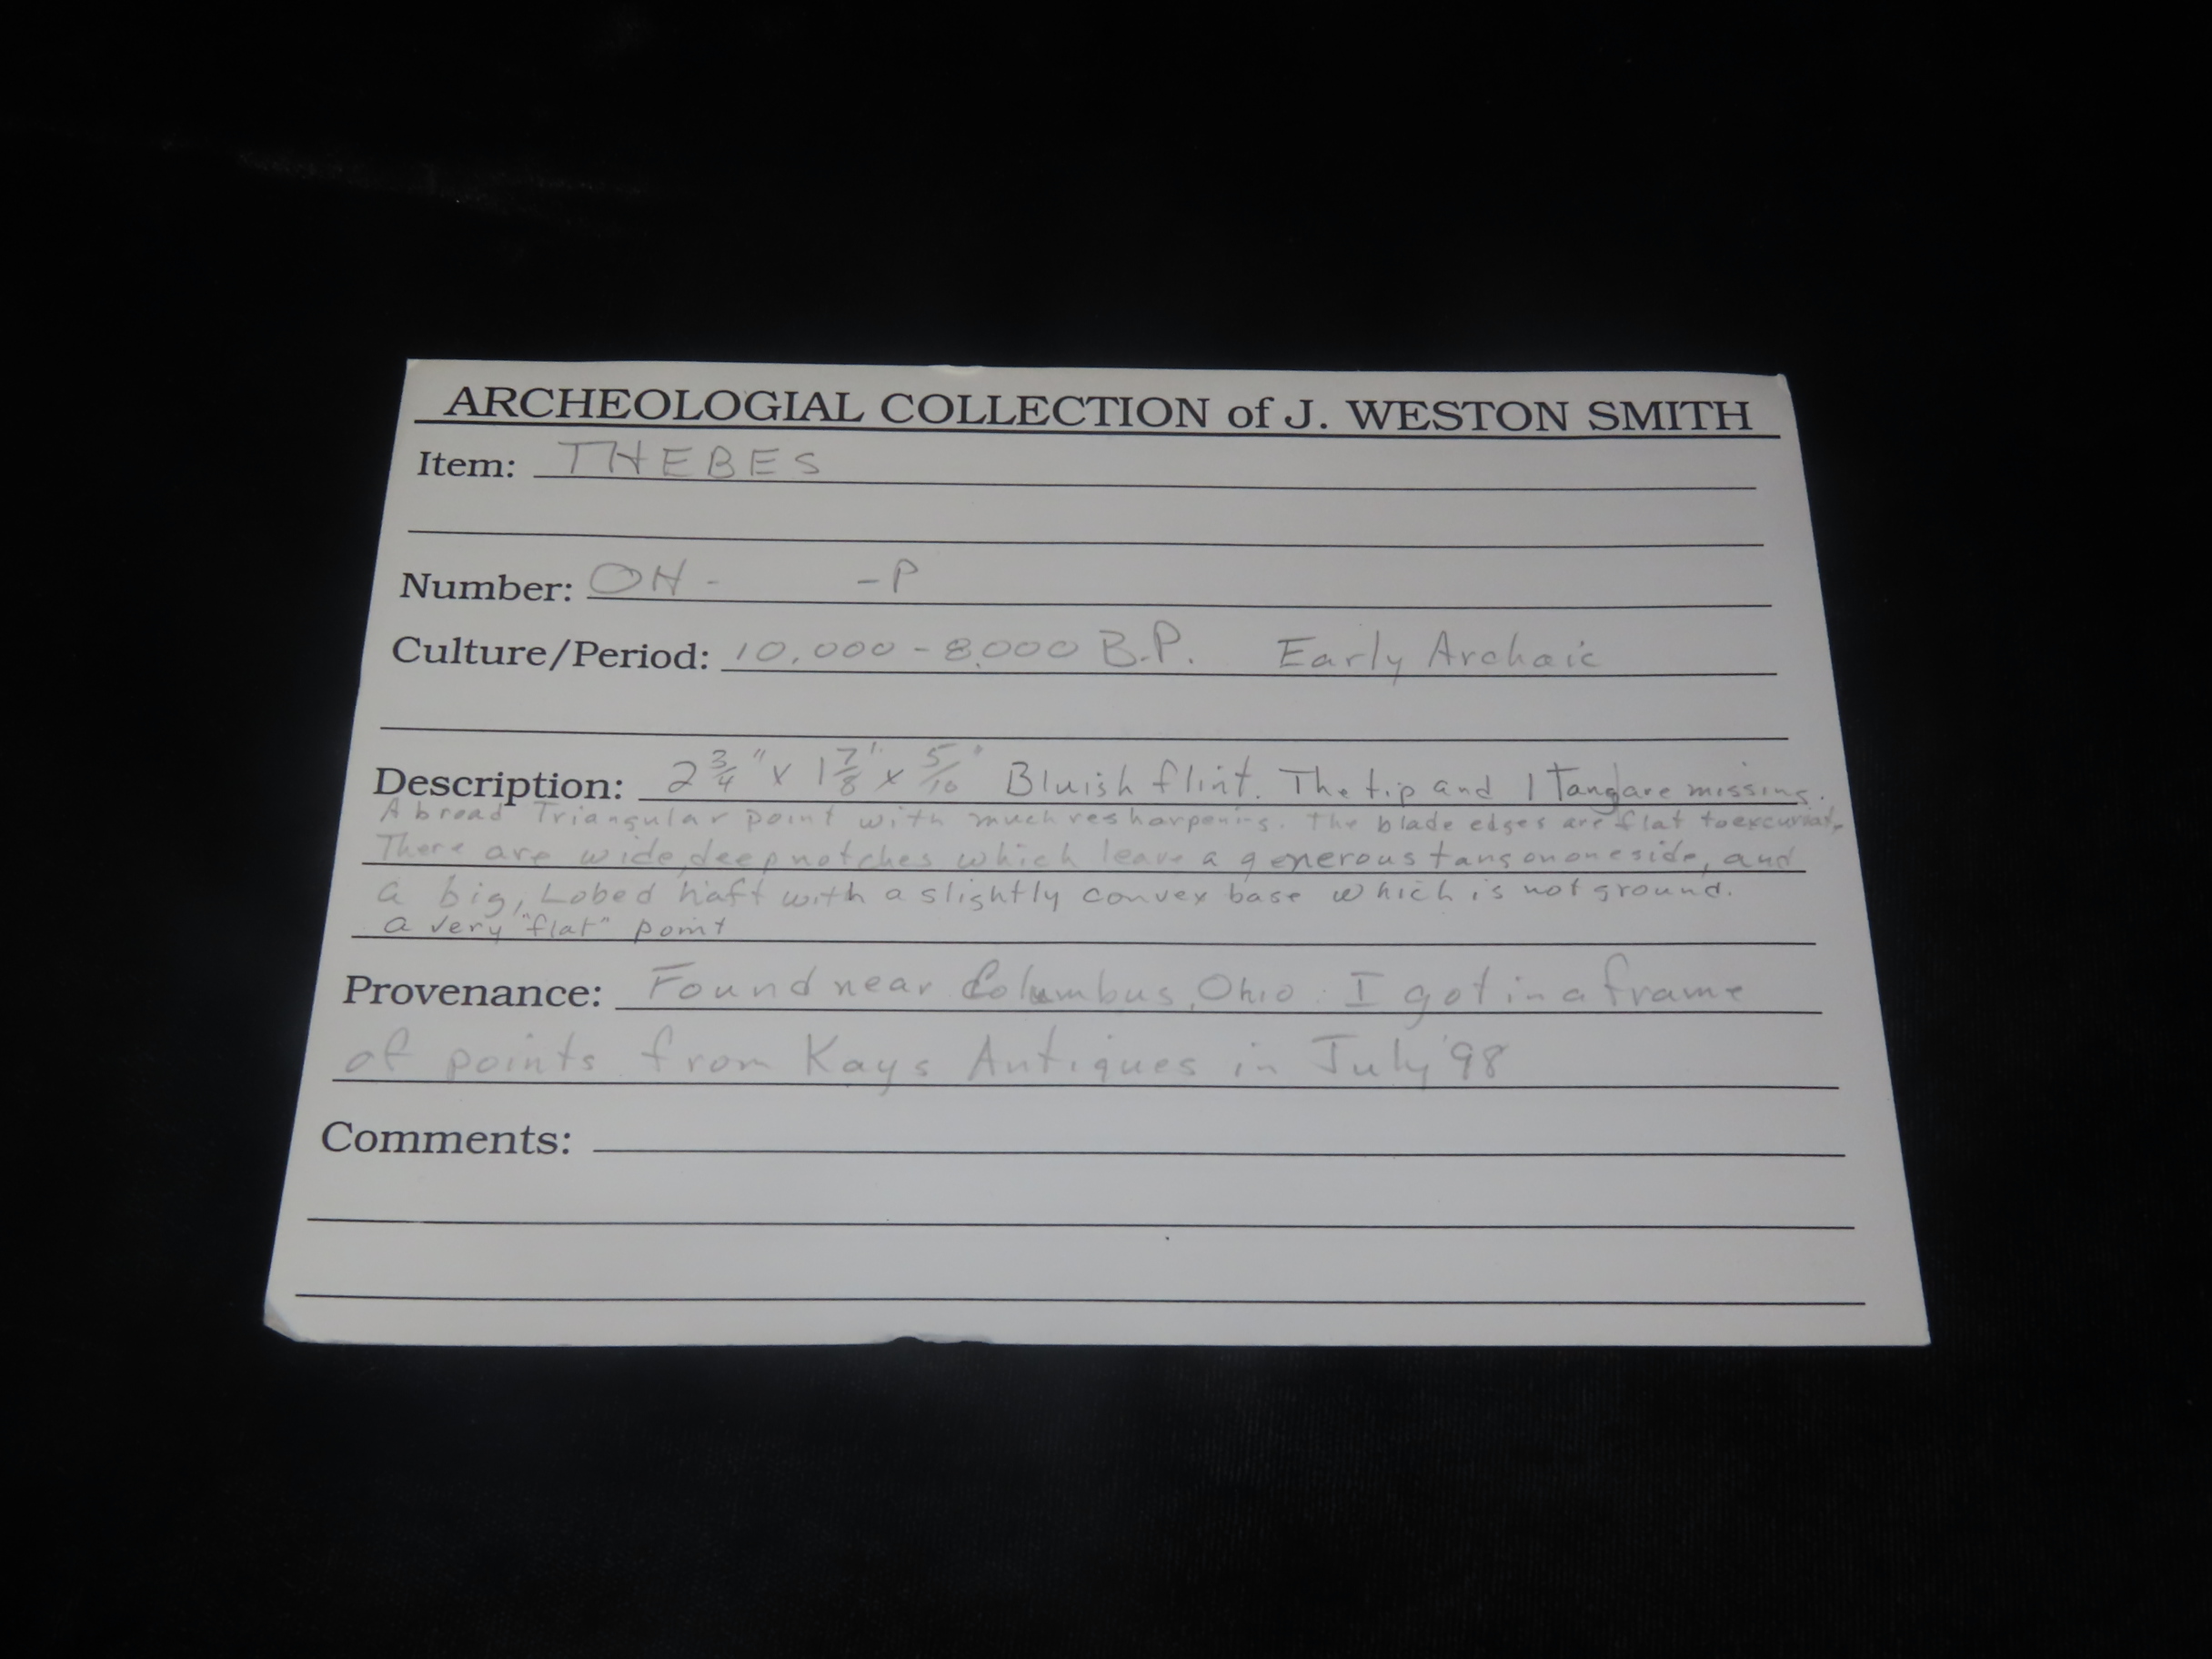 ARCHEOLOGIAL COLLECTION of J. WESTON SMITH
Item: THEBES
Number: OH - -P
Culture/Period: 10,000-8,000 B.P. Early Archaic
Description: 2 3/4" x 1 7/8" x 5/10" Bluish flint. The tip and 1 Tang are missing.
A broad Triangular point with much resharpening. The blade edges are flat to excurvate.
There are wide, deep notches which leave a generous tang on one side, and
a big, Lobed haft with a slightly convex base which is not ground.
a very "flat" point
Provenance: Found near Columbus, Ohio. I got in a frame
of points from Kays Antiques in July '98
Comments: